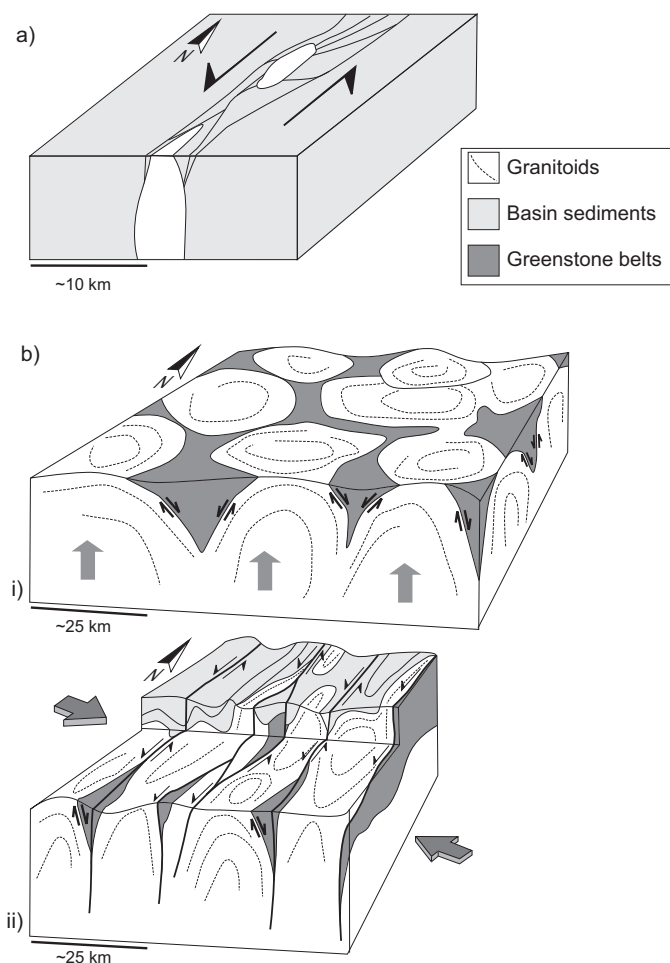 a)
N
~10 km
Granitoids
Basin sediments
Greenstone belts
b)
N
i)
~25 km
N
ii)
~25 km